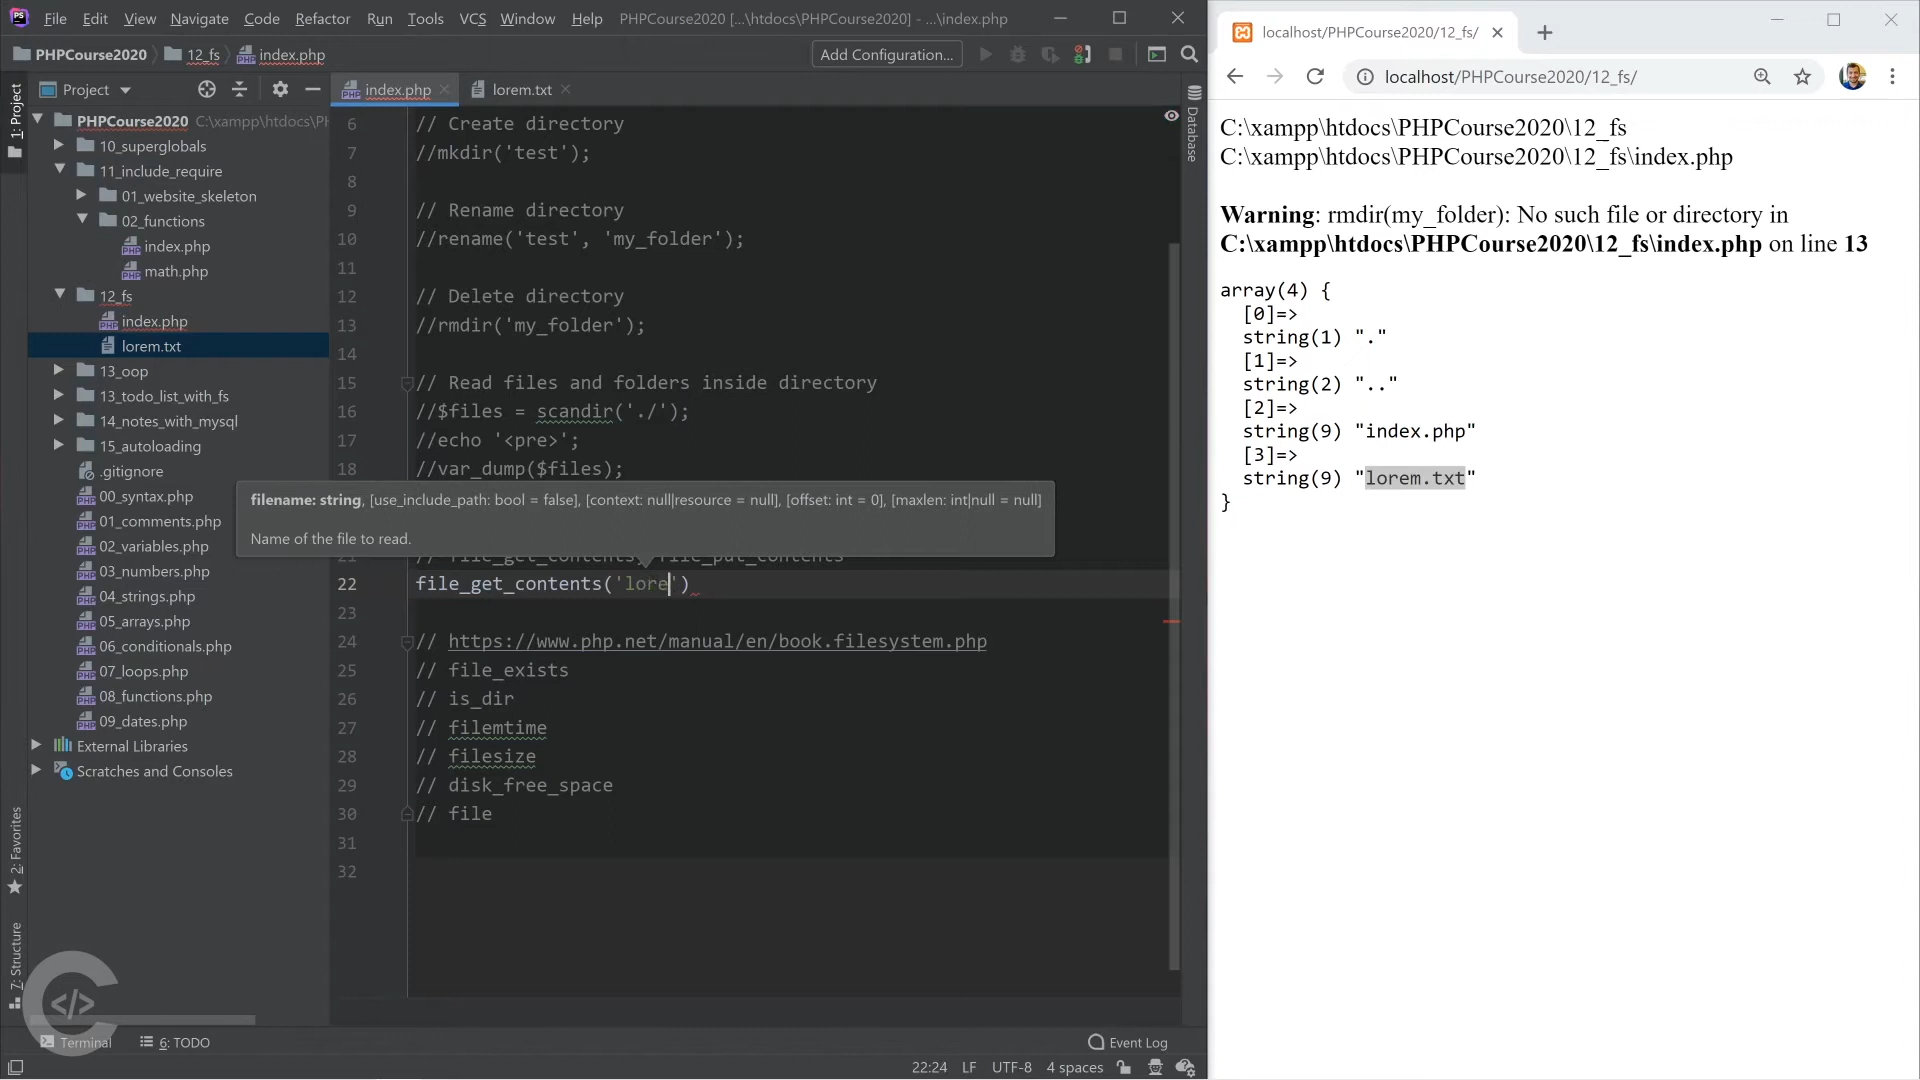 File Edit View Navigate Code Refactor Run Tools VCS Window Help PHPCourse2020 [...\htdocs\PHPCourse2020] - ...\index.php
PHPCourse2020 12_fs index.php Add Configuration...
1: Project
Project
PHPCourse2020 C:\xampp\htdocs\PH
10_superglobals
11_include_require
01_website_skeleton
02_functions
index.php
math.php
12_fs
index.php
lorem.txt
13_oop
13_todo_list_with_fs
14_notes_with_mysql
15_autoloading
.gitignore
00_syntax.php
01_comments.php
02_variables.php
03_numbers.php
04_strings.php
05_arrays.php
06_conditionals.php
07_loops.php
08_functions.php
09_dates.php
External Libraries
Scratches and Consoles
2: Favorites
7: Structure
index.php lorem.txt
6 // Create directory
7 //mkdir('test');
8
9 // Rename directory
10 //rename('test', 'my_folder');
11
12 // Delete directory
13 //rmdir('my_folder');
14
15 // Read files and folders inside directory
16 //$files = scandir('./');
17 //echo '<pre>';
18 //var_dump($files);
filename: string, [use_include_path: bool = false], [context: null|resource = null], [offset: int = 0], [maxlen: int|null = null]
Name of the file to read.
21 // file_get_contents, file_put_contents
22 file_get_contents('lore')
23
24 // https://www.php.net/manual/en/book.filesystem.php
25 // file_exists
26 // is_dir
27 // filemtime
28 // filesize
29 // disk_free_space
30 // file
31
32
Database
Terminal 6: TODO Event Log
22:24 LF UTF-8 4 spaces
localhost/PHPCourse2020/12_fs/
localhost/PHPCourse2020/12_fs/
C:\xampp\htdocs\PHPCourse2020\12_fs
C:\xampp\htdocs\PHPCourse2020\12_fs\index.php
Warning: rmdir(my_folder): No such file or directory in
C:\xampp\htdocs\PHPCourse2020\12_fs\index.php on line 13
array(4) {
[0]=>
string(1) "."
[1]=>
string(2) ".."
[2]=>
string(9) "index.php"
[3]=>
string(9) "lorem.txt"
}